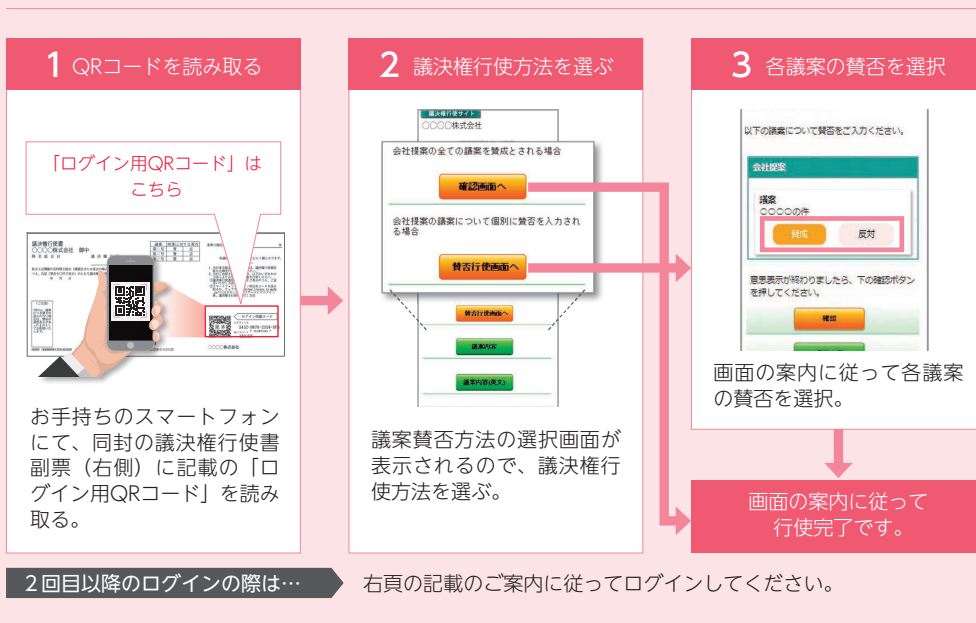 1 QRコードを読み取る
「ログイン用QRコード」は
こちら
議決権行使書
○○○○株式会社 御中
○○○○株式会社
お手持ちのスマートフォン
にて、同封の議決権行使書
副票（右側）に記載の「ロ
グイン用QRコード」を読み
取る。
2 議決権行使方法を選ぶ
議決権行使サイト
○○○○株式会社
会社提案の全ての議案を賛成とされる場合
確認画面へ
会社提案の議案について個別に賛否を入力され
る場合
賛否行使画面へ
賛否行使画面へ
議案内容
議案内容(英文)
議案賛否方法の選択画面が
表示されるので、議決権行
使方法を選ぶ。
3 各議案の賛否を選択
以下の議案について賛否をご入力ください。
会社提案
議案
○○○○の件
賛成 反対
意思表示が終わりましたら、下の確認ボタン
を押してください。
確認
画面の案内に従って各議案
の賛否を選択。
画面の案内に従って
行使完了です。
２回目以降のログインの際は…
右頁の記載のご案内に従ってログインしてください。